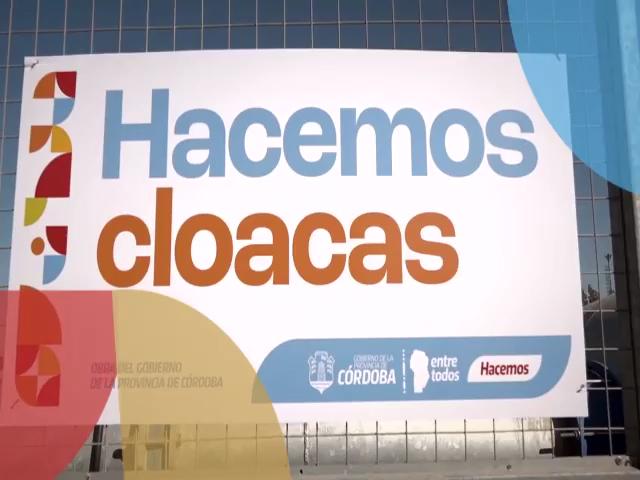 Hacemos
cloacas
OBRA DEL GOBIERNO
DE LA PROVINCIA DE CÓRDOBA
GOBIERNO DE LA
PROVINCIA DE
CÓRDOBA
entre
todos
Hacemos